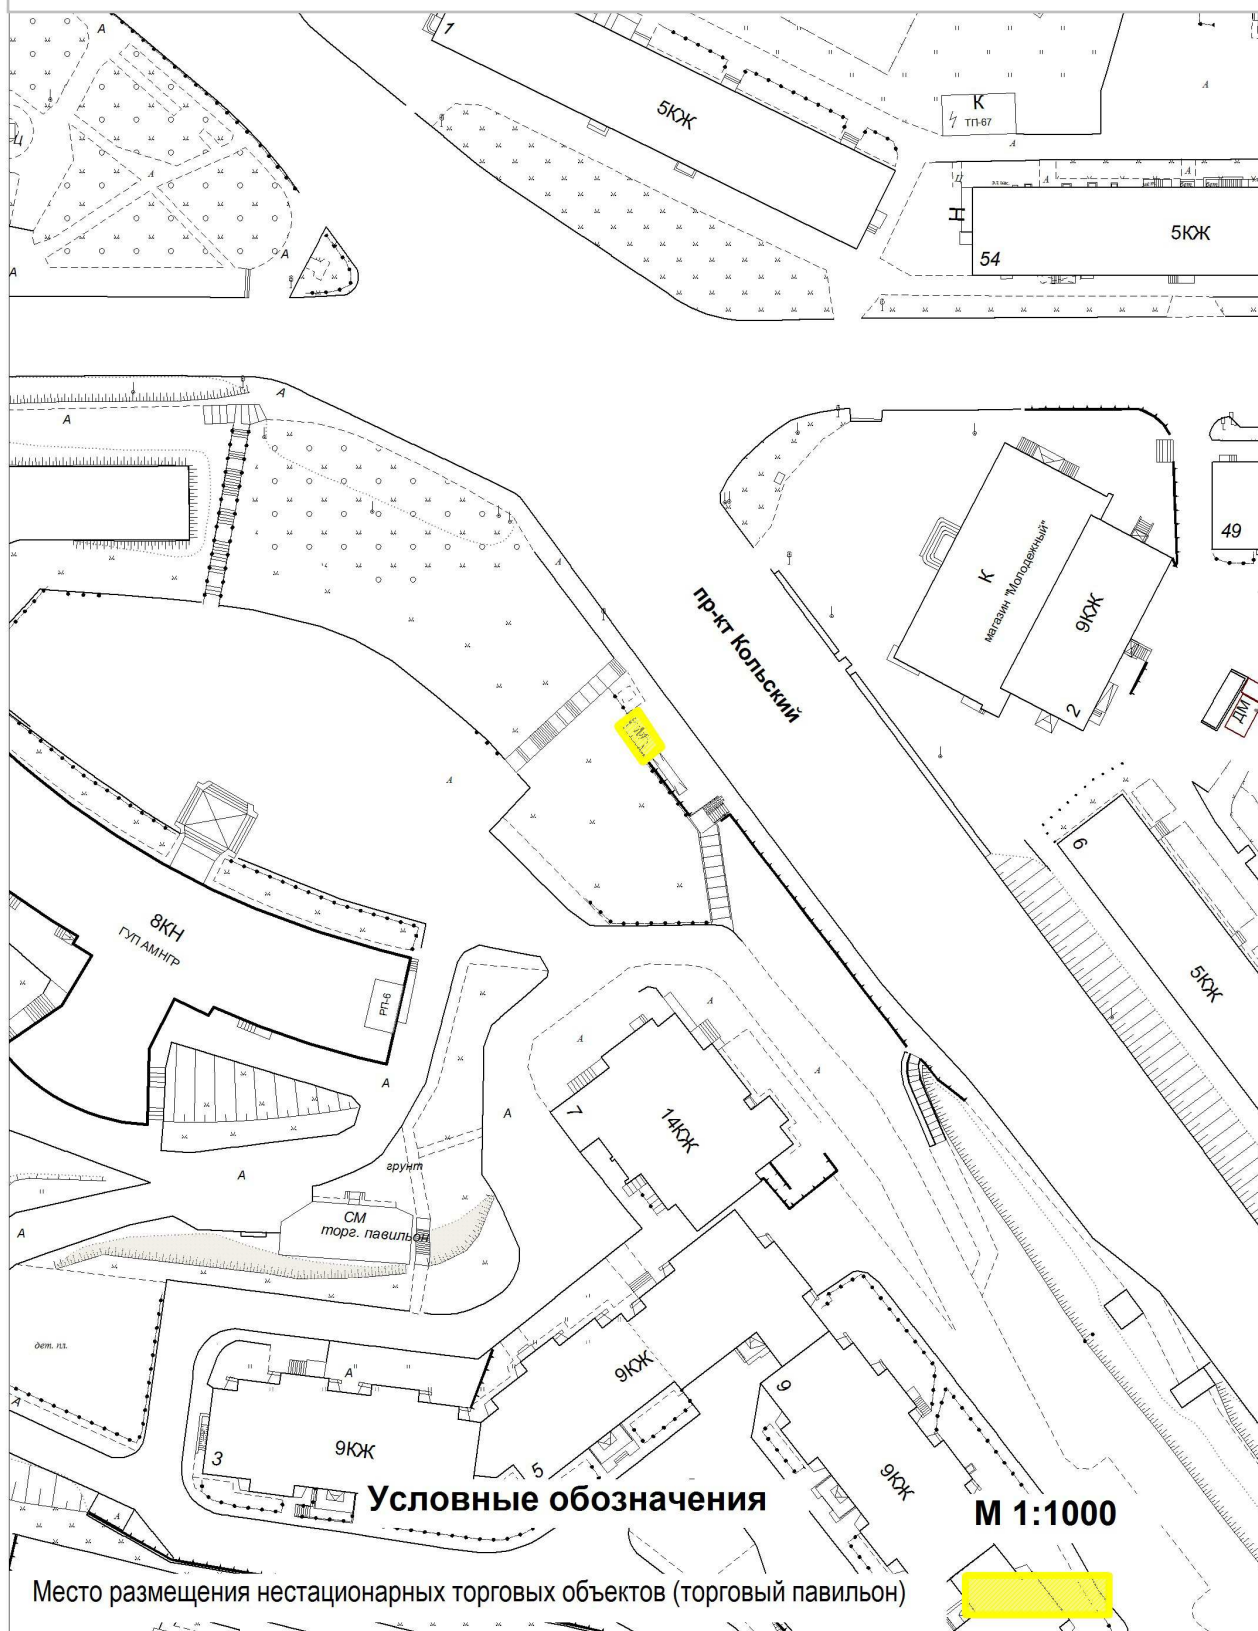 А
1
5КЖ
К
ТП-67
А
А
Ц
А
А
А
Ц
А
А
Н
54
5КЖ
А
А
А
49
К
магазин "Молодежный"
9КЖ
2
ДМ
пр-кт Кольский
М
А
6
5КЖ
8КН
ГУП АМНГР
РП-6
А
А
А
А
А
7
14КЖ
грунт
А
А
СМ
торг. павильон
дет. пл.
А
А
9КЖ
9
9КЖ
3
9КЖ
5
Условные обозначения
М 1:1000
А
Место размещения нестационарных торговых объектов (торговый павильон)